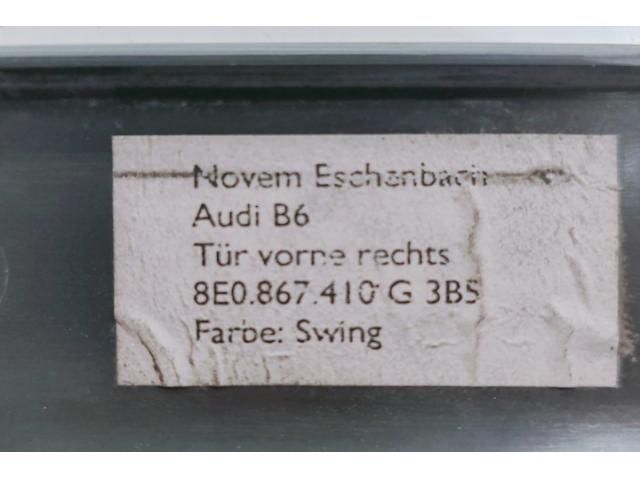 Novem Eschenbach
Audi B6
Tür vorne rechts
8E0.867.410 G 3B5
Farbe: Swing